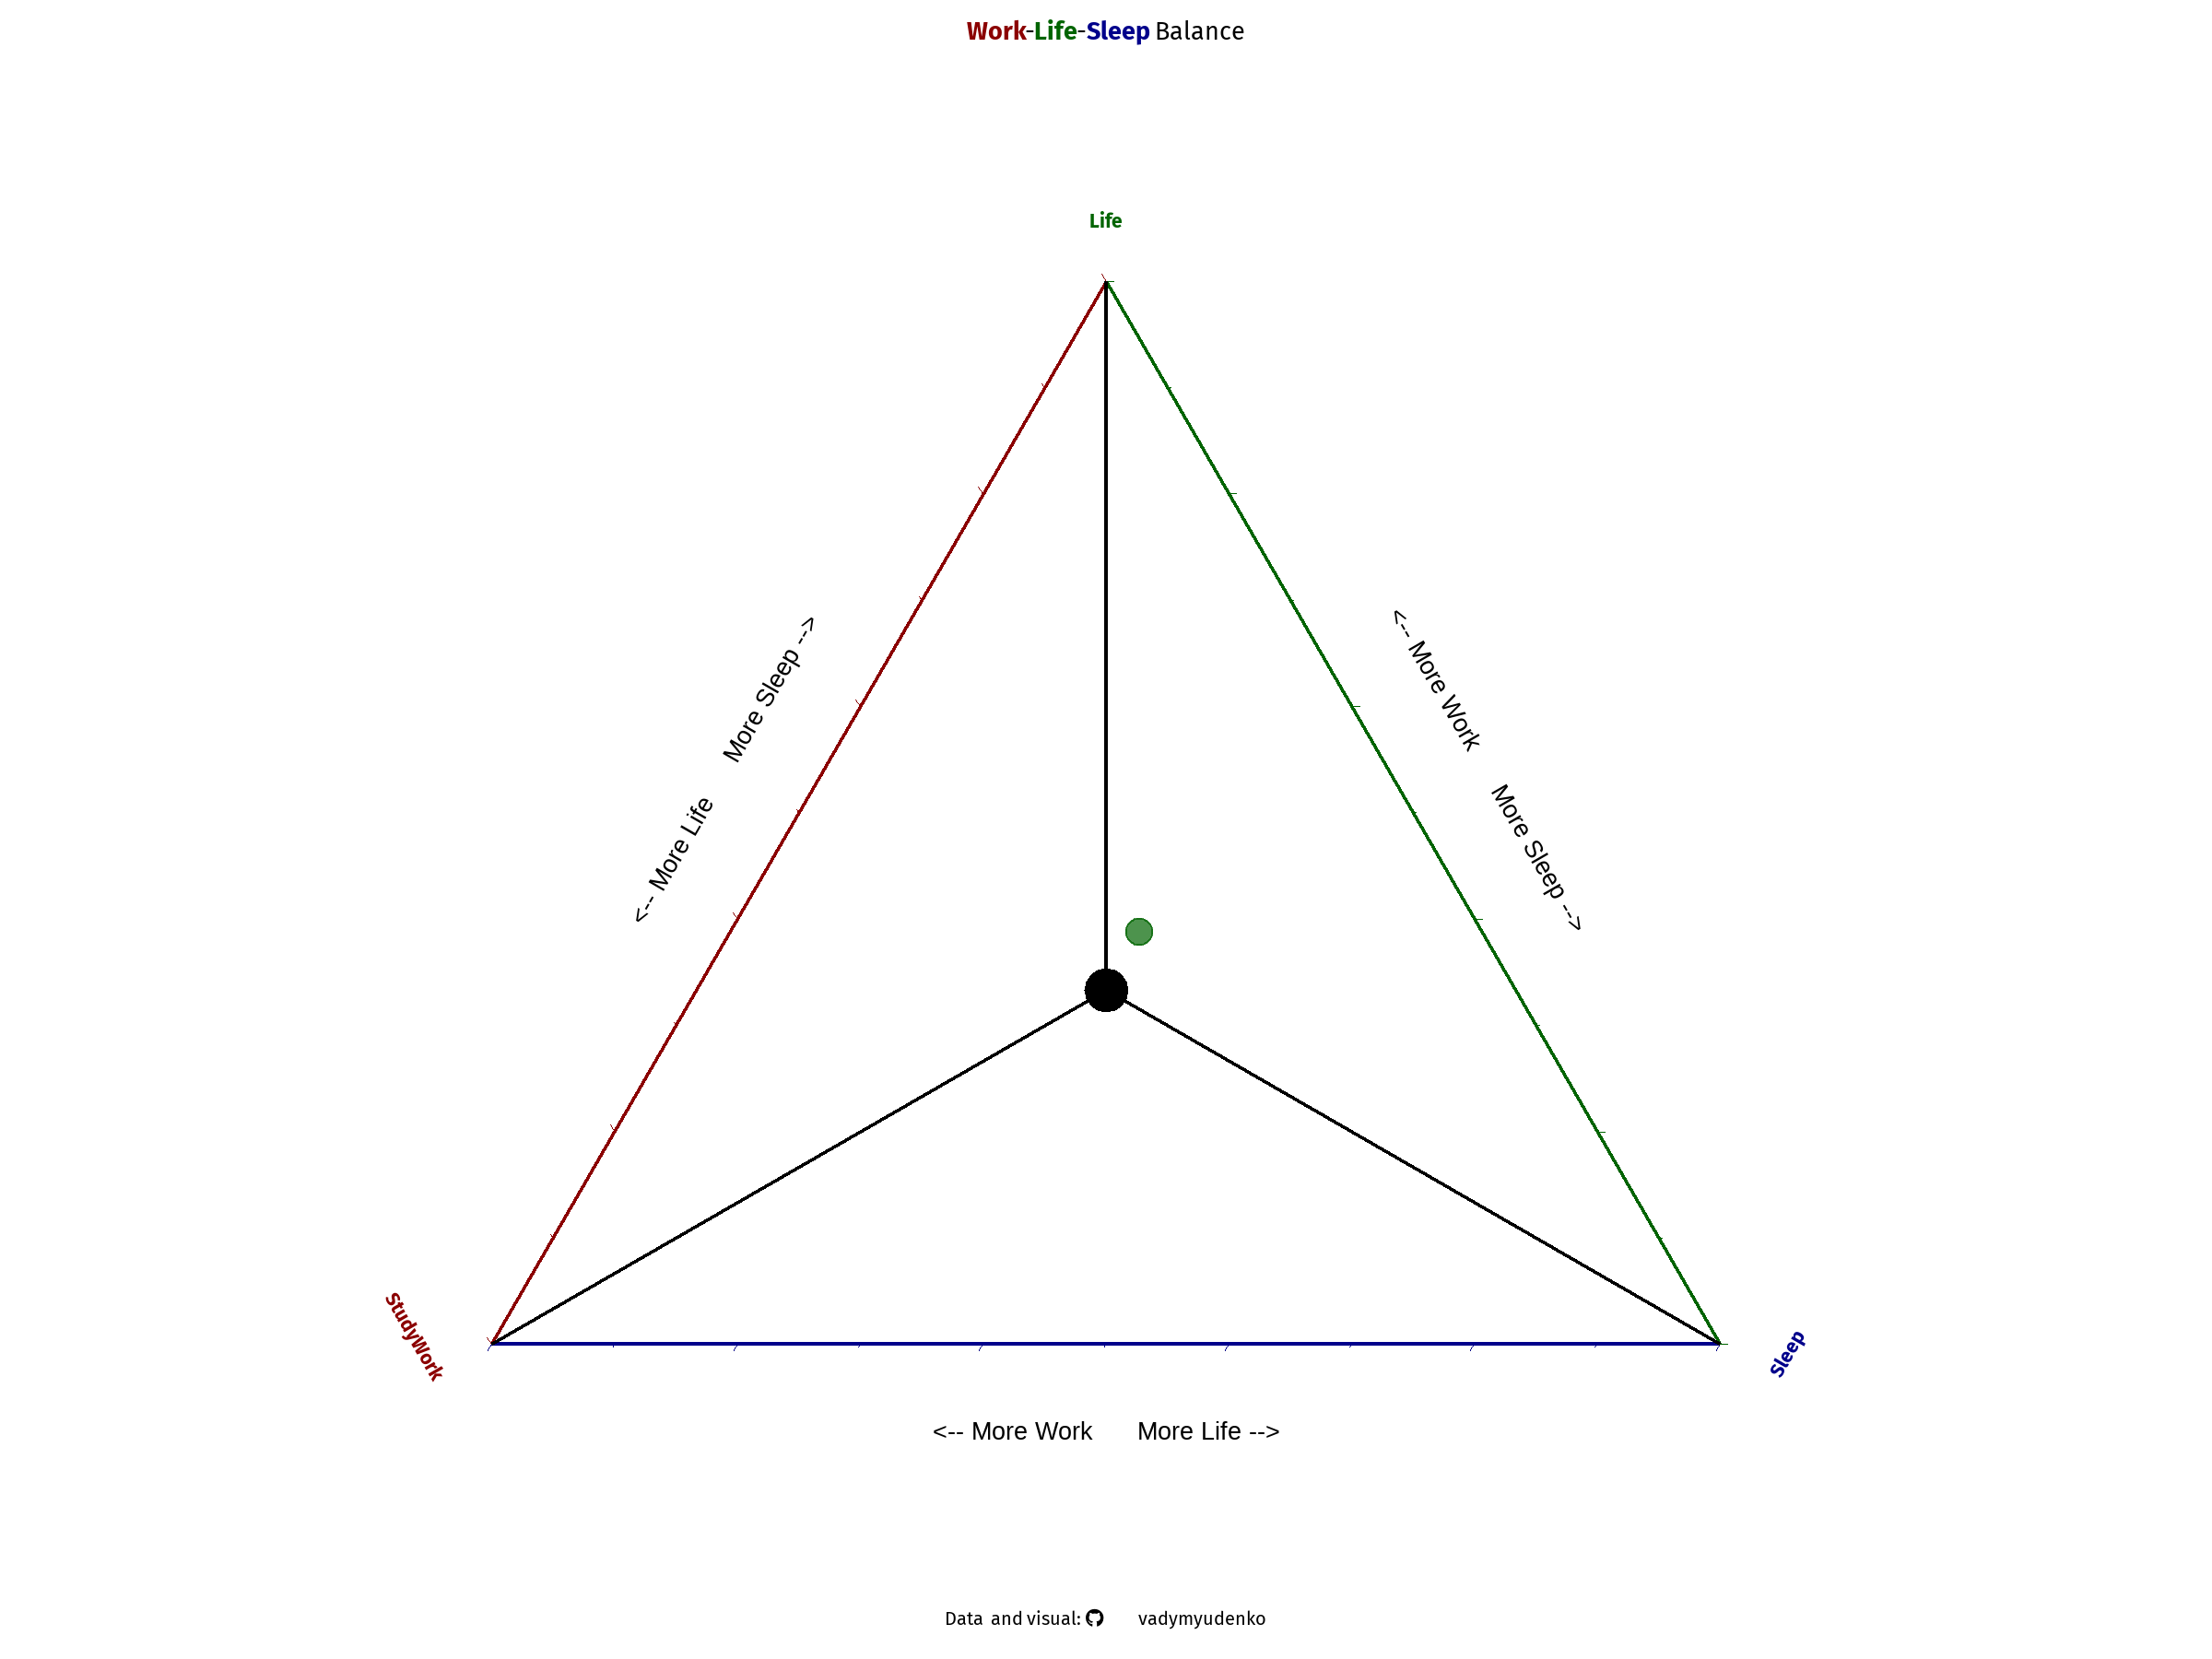 Work-Life-Sleep Balance
Life
<-- More Life   More Sleep -->
<-- More Work   More Sleep -->
StudyWork
Sleep
<-- More Work   More Life -->
Data and visual: vadymyudenko